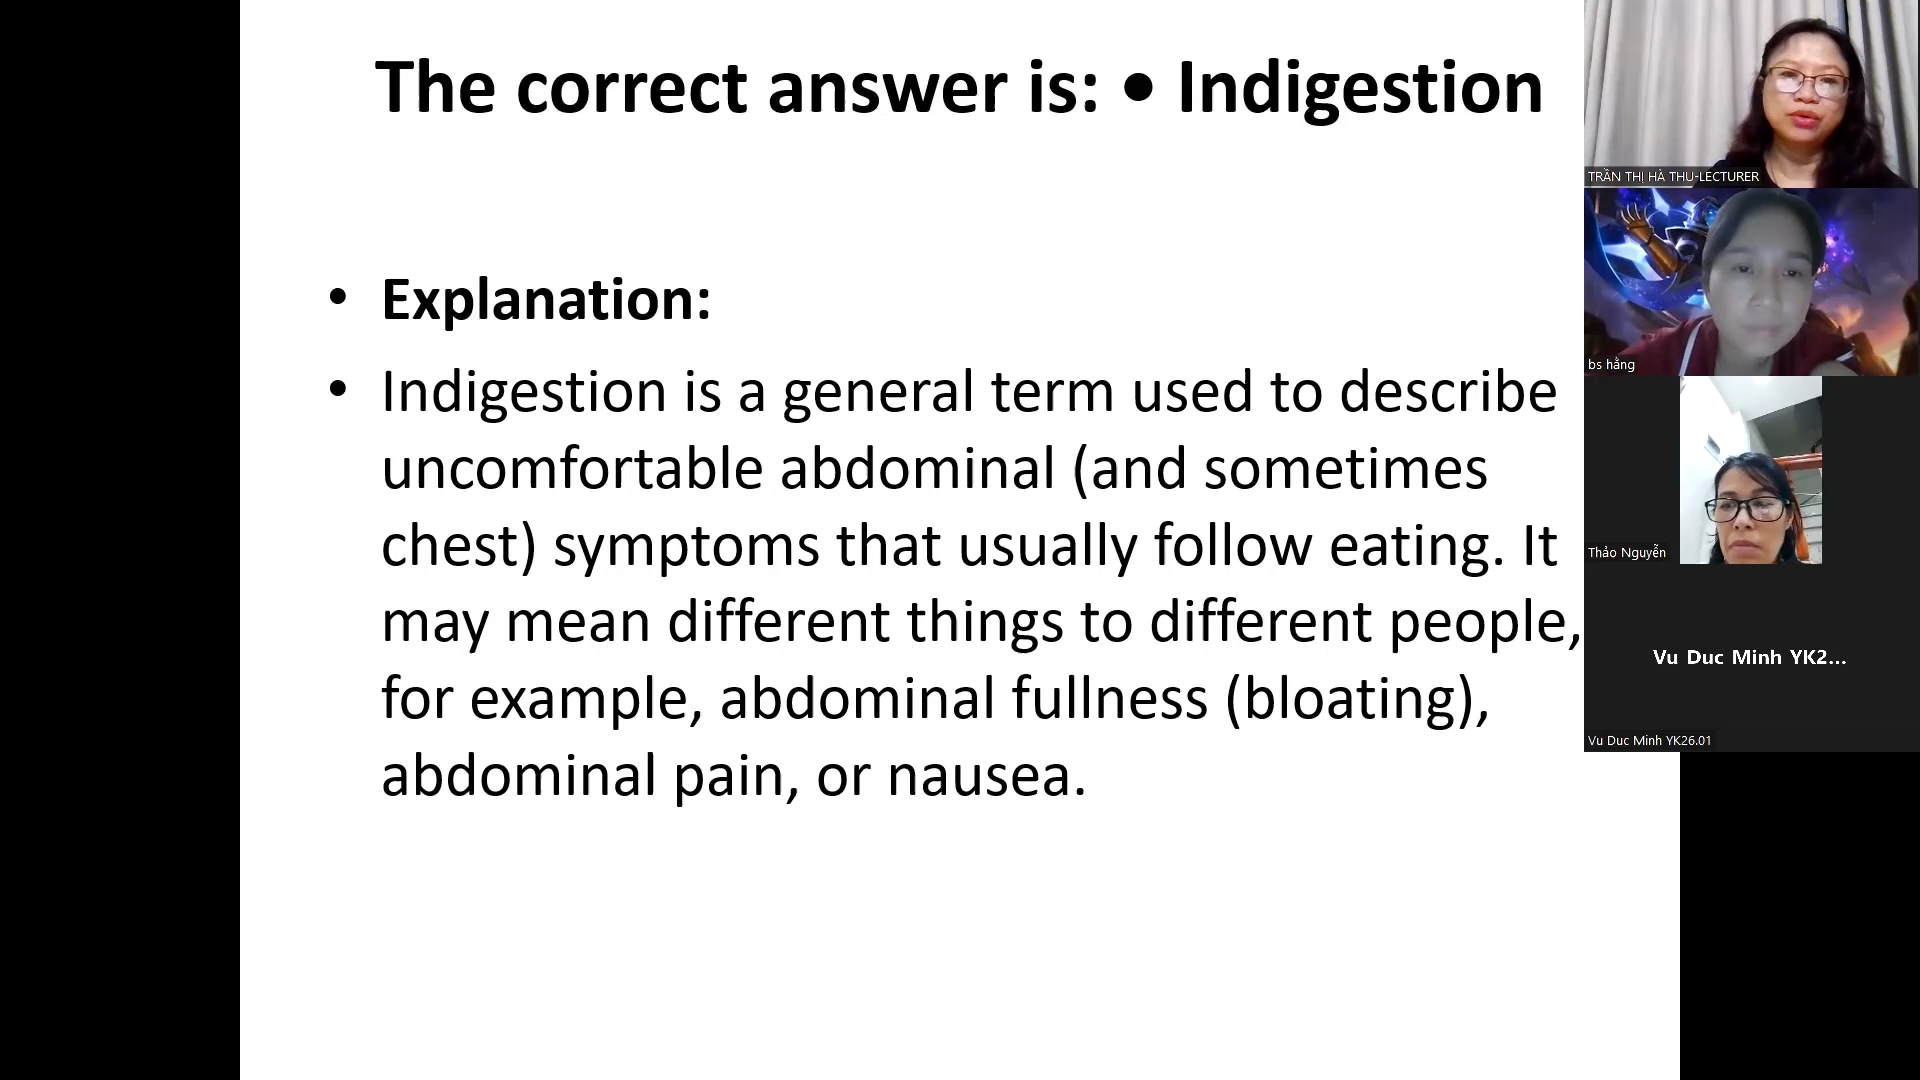 The correct answer is: • Indigestion
• Explanation:
• Indigestion is a general term used to describe
uncomfortable abdominal (and sometimes
chest) symptoms that usually follow eating. It
may mean different things to different people,
for example, abdominal fullness (bloating),
abdominal pain, or nausea.
TRẦN THỊ HÀ THU-LECTURER
bs hằng
Thảo Nguyễn
Vu Duc Minh YK2...
Vu Duc Minh YK26.01